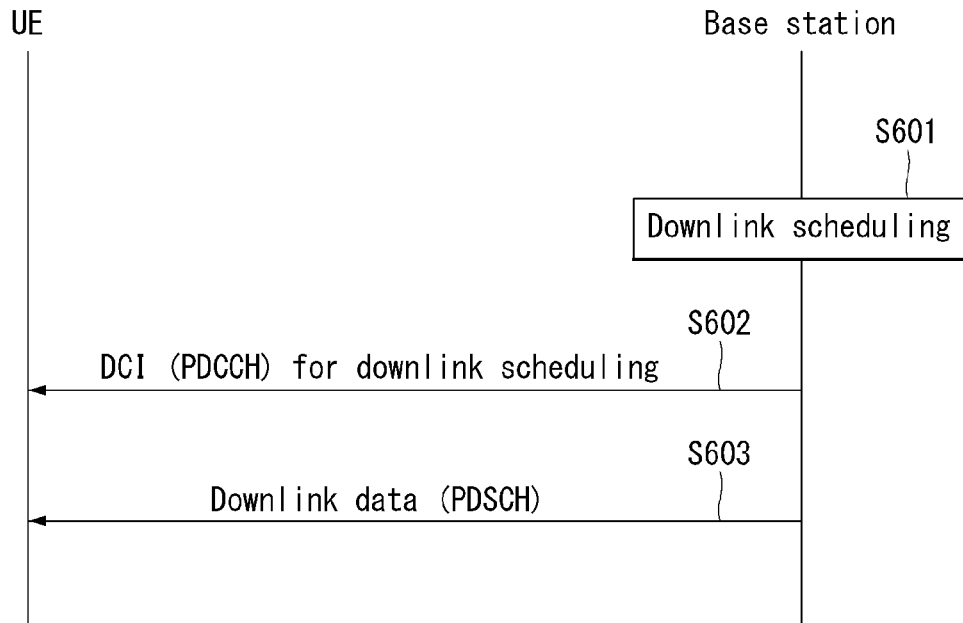 UE
Base station
S601
Downlink scheduling
S602
DCI (PDCCH) for downlink scheduling
S603
Downlink data (PDSCH)